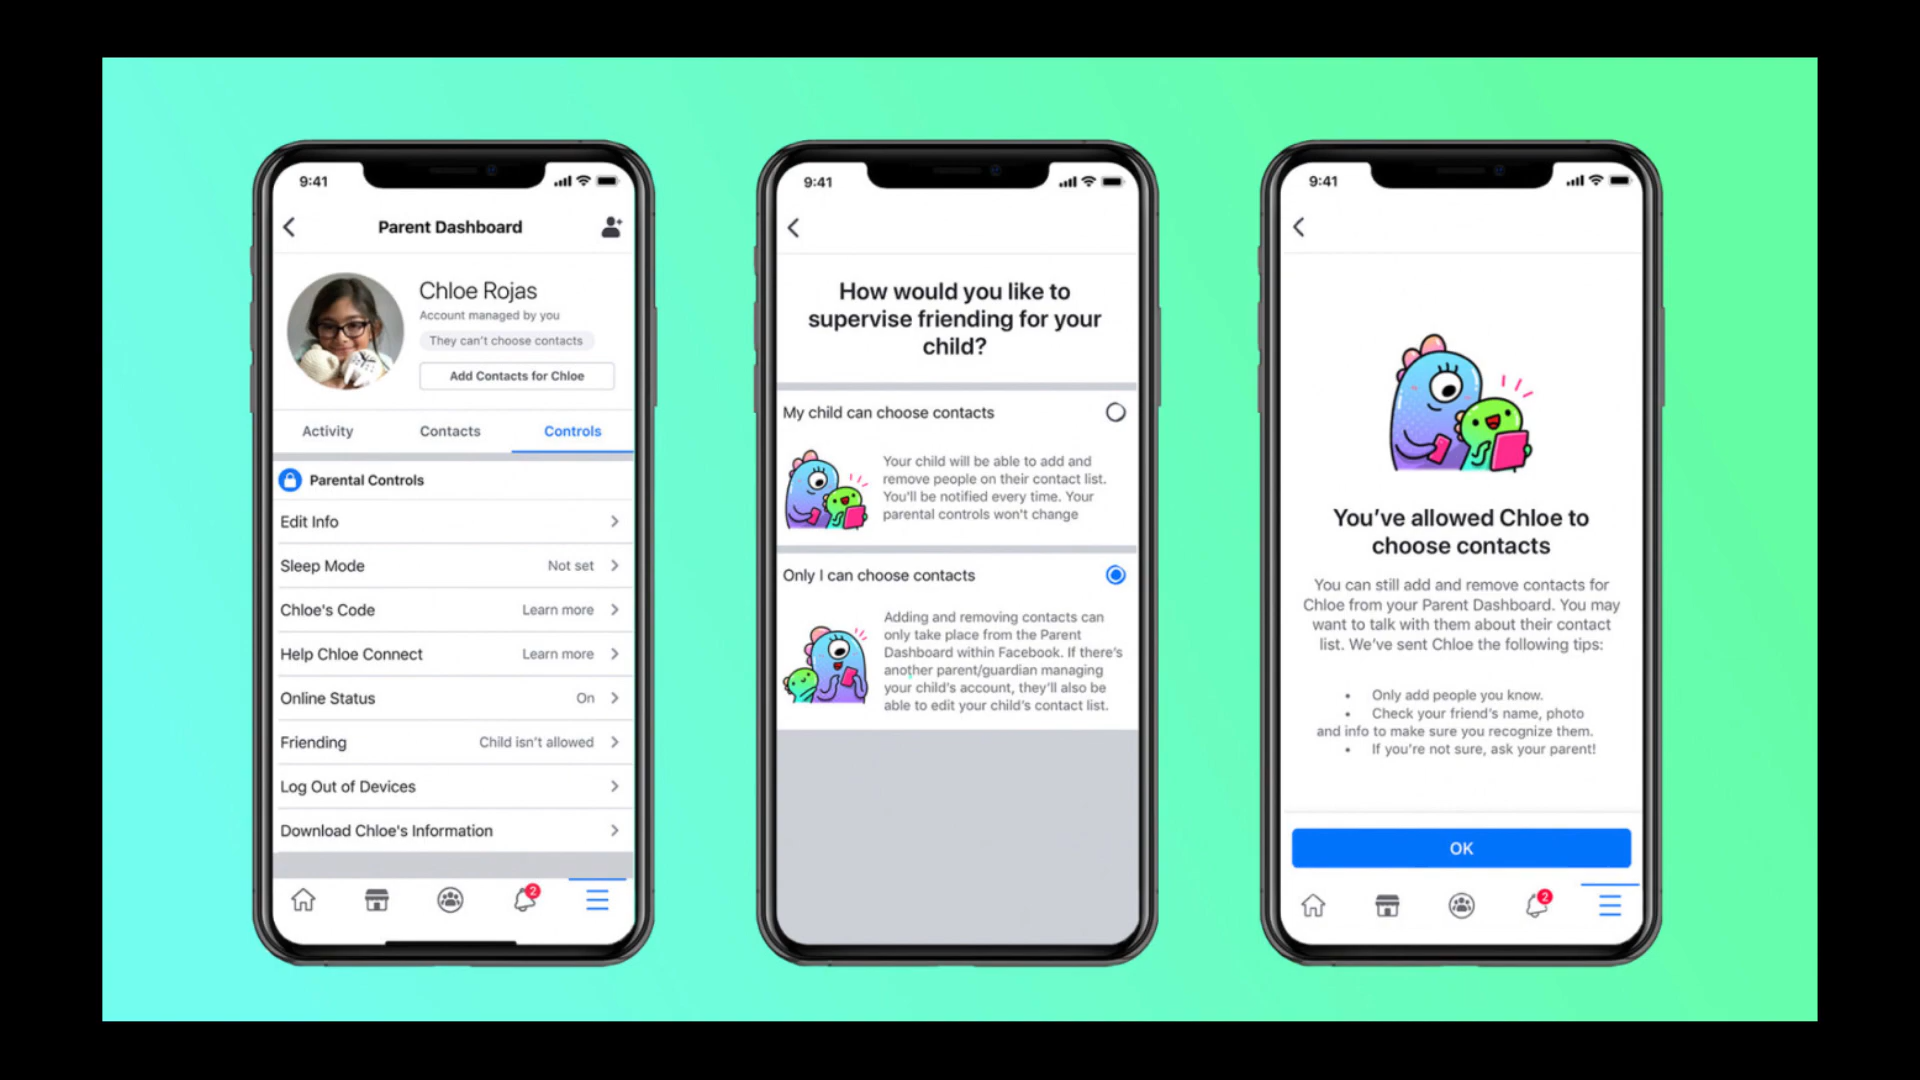 9:41
Parent Dashboard
Chloe Rojas
Account managed by you
They can't choose contacts
Add Contacts for Chloe
Activity
Contacts
Controls
Parental Controls
Edit Info
Sleep Mode
Not set
Chloe's Code
Learn more
Help Chloe Connect
Learn more
Online Status
On
Friending
Child isn't allowed
Log Out of Devices
Download Chloe's Information
2
9:41
How would you like to
supervise friending for your
child?
My child can choose contacts
Your child will be able to add and
remove people on their contact list.
You'll be notified every time. Your
parental controls won't change
Only I can choose contacts
Adding and removing contacts can
only take place from the Parent
Dashboard within Facebook. If there's
another parent/guardian managing
your child's account, they'll also be
able to edit your child's contact list.
9:41
You've allowed Chloe to
choose contacts
You can still add and remove contacts for
Chloe from your Parent Dashboard. You may
want to talk with them about their contact
list. We've sent Chloe the following tips:
• Only add people you know.
• Check your friend's name, photo
and info to make sure you recognize them.
• If you're not sure, ask your parent!
OK
2